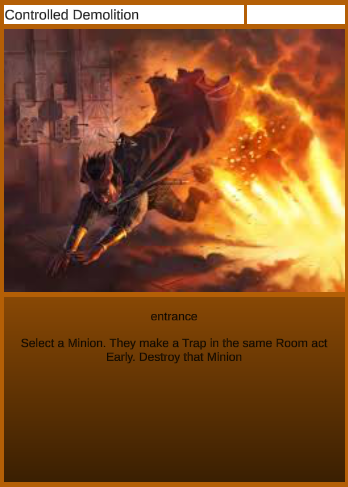 Controlled Demolition
entrance
Select a Minion. They make a Trap in the same Room act
Early. Destroy that Minion